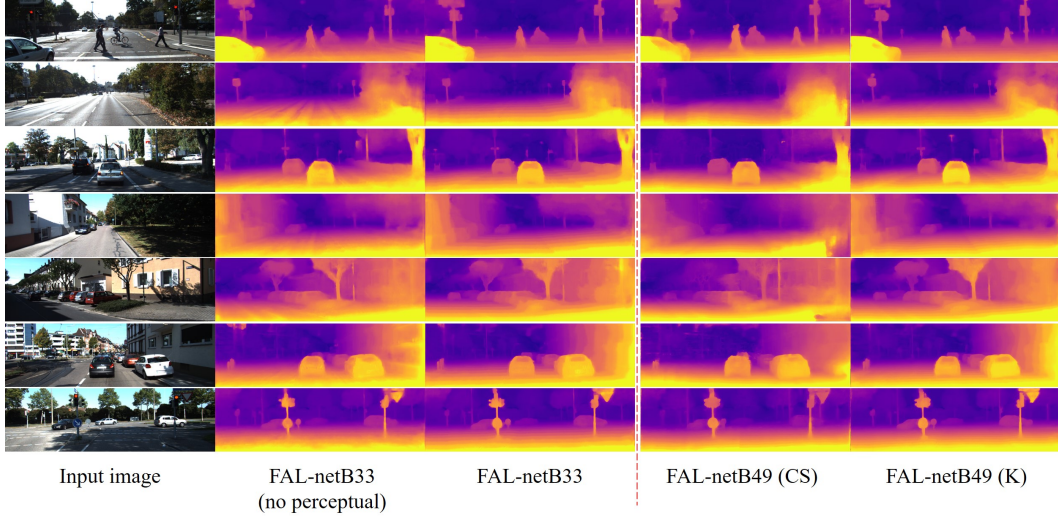 Input image
FAL-netB33
(no perceptual)
FAL-netB33
FAL-netB49 (CS)
FAL-netB49 (K)